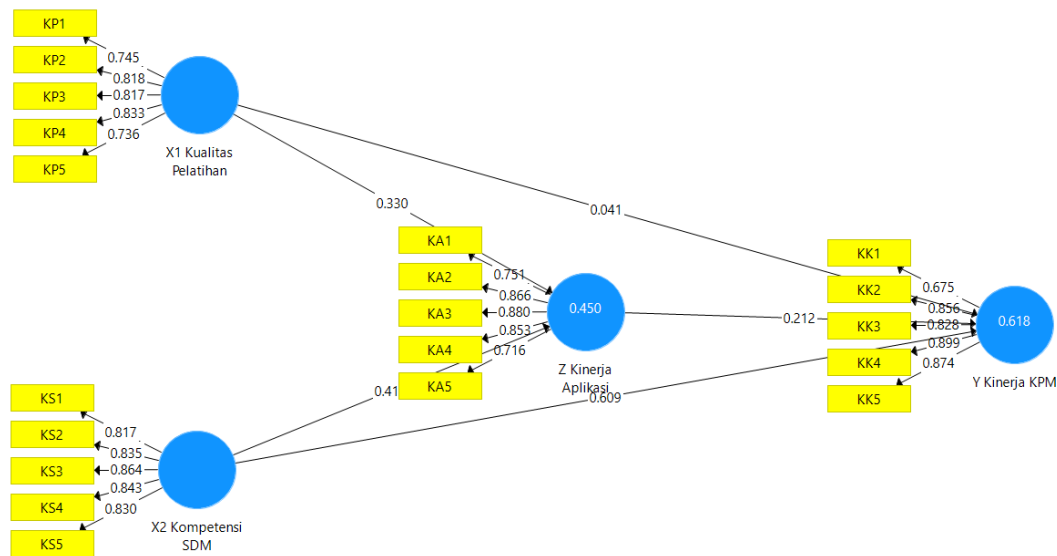 KP1
KP2
KP3
KP4
KP5
0.745
0.818
0.817
0.833
0.736
X1 Kualitas
Pelatihan
0.330
0.041
KA1
KA2
KA3
KA4
KA5
0.751
0.866
0.880
0.853
0.716
0.450
Z Kinerja
Aplikasi
0.212
KK1
KK2
KK3
KK4
KK5
0.675
0.856
0.828
0.899
0.874
0.618
Y Kinerja KPM
0.41
0.609
KS1
KS2
KS3
KS4
KS5
0.817
0.835
0.864
0.843
0.830
X2 Kompetensi
SDM